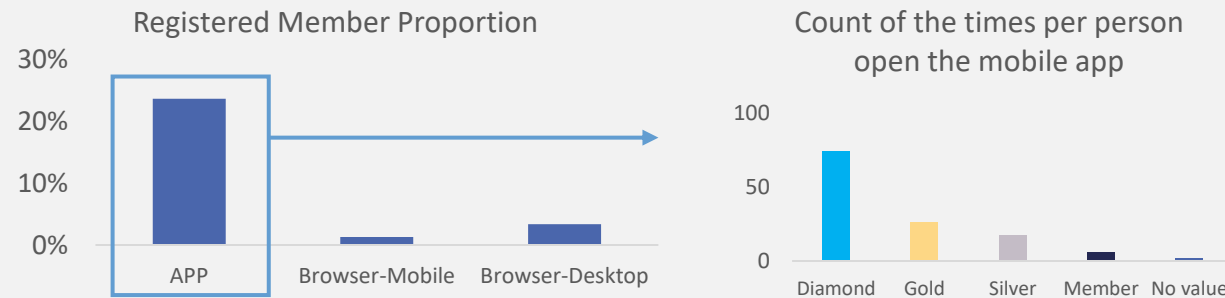 Registered Member Proportion
30%
20%
10%
0%
APP Browser-Mobile Browser-Desktop
Count of the times per person
open the mobile app
100
50
0
Diamond Gold Silver Member No value